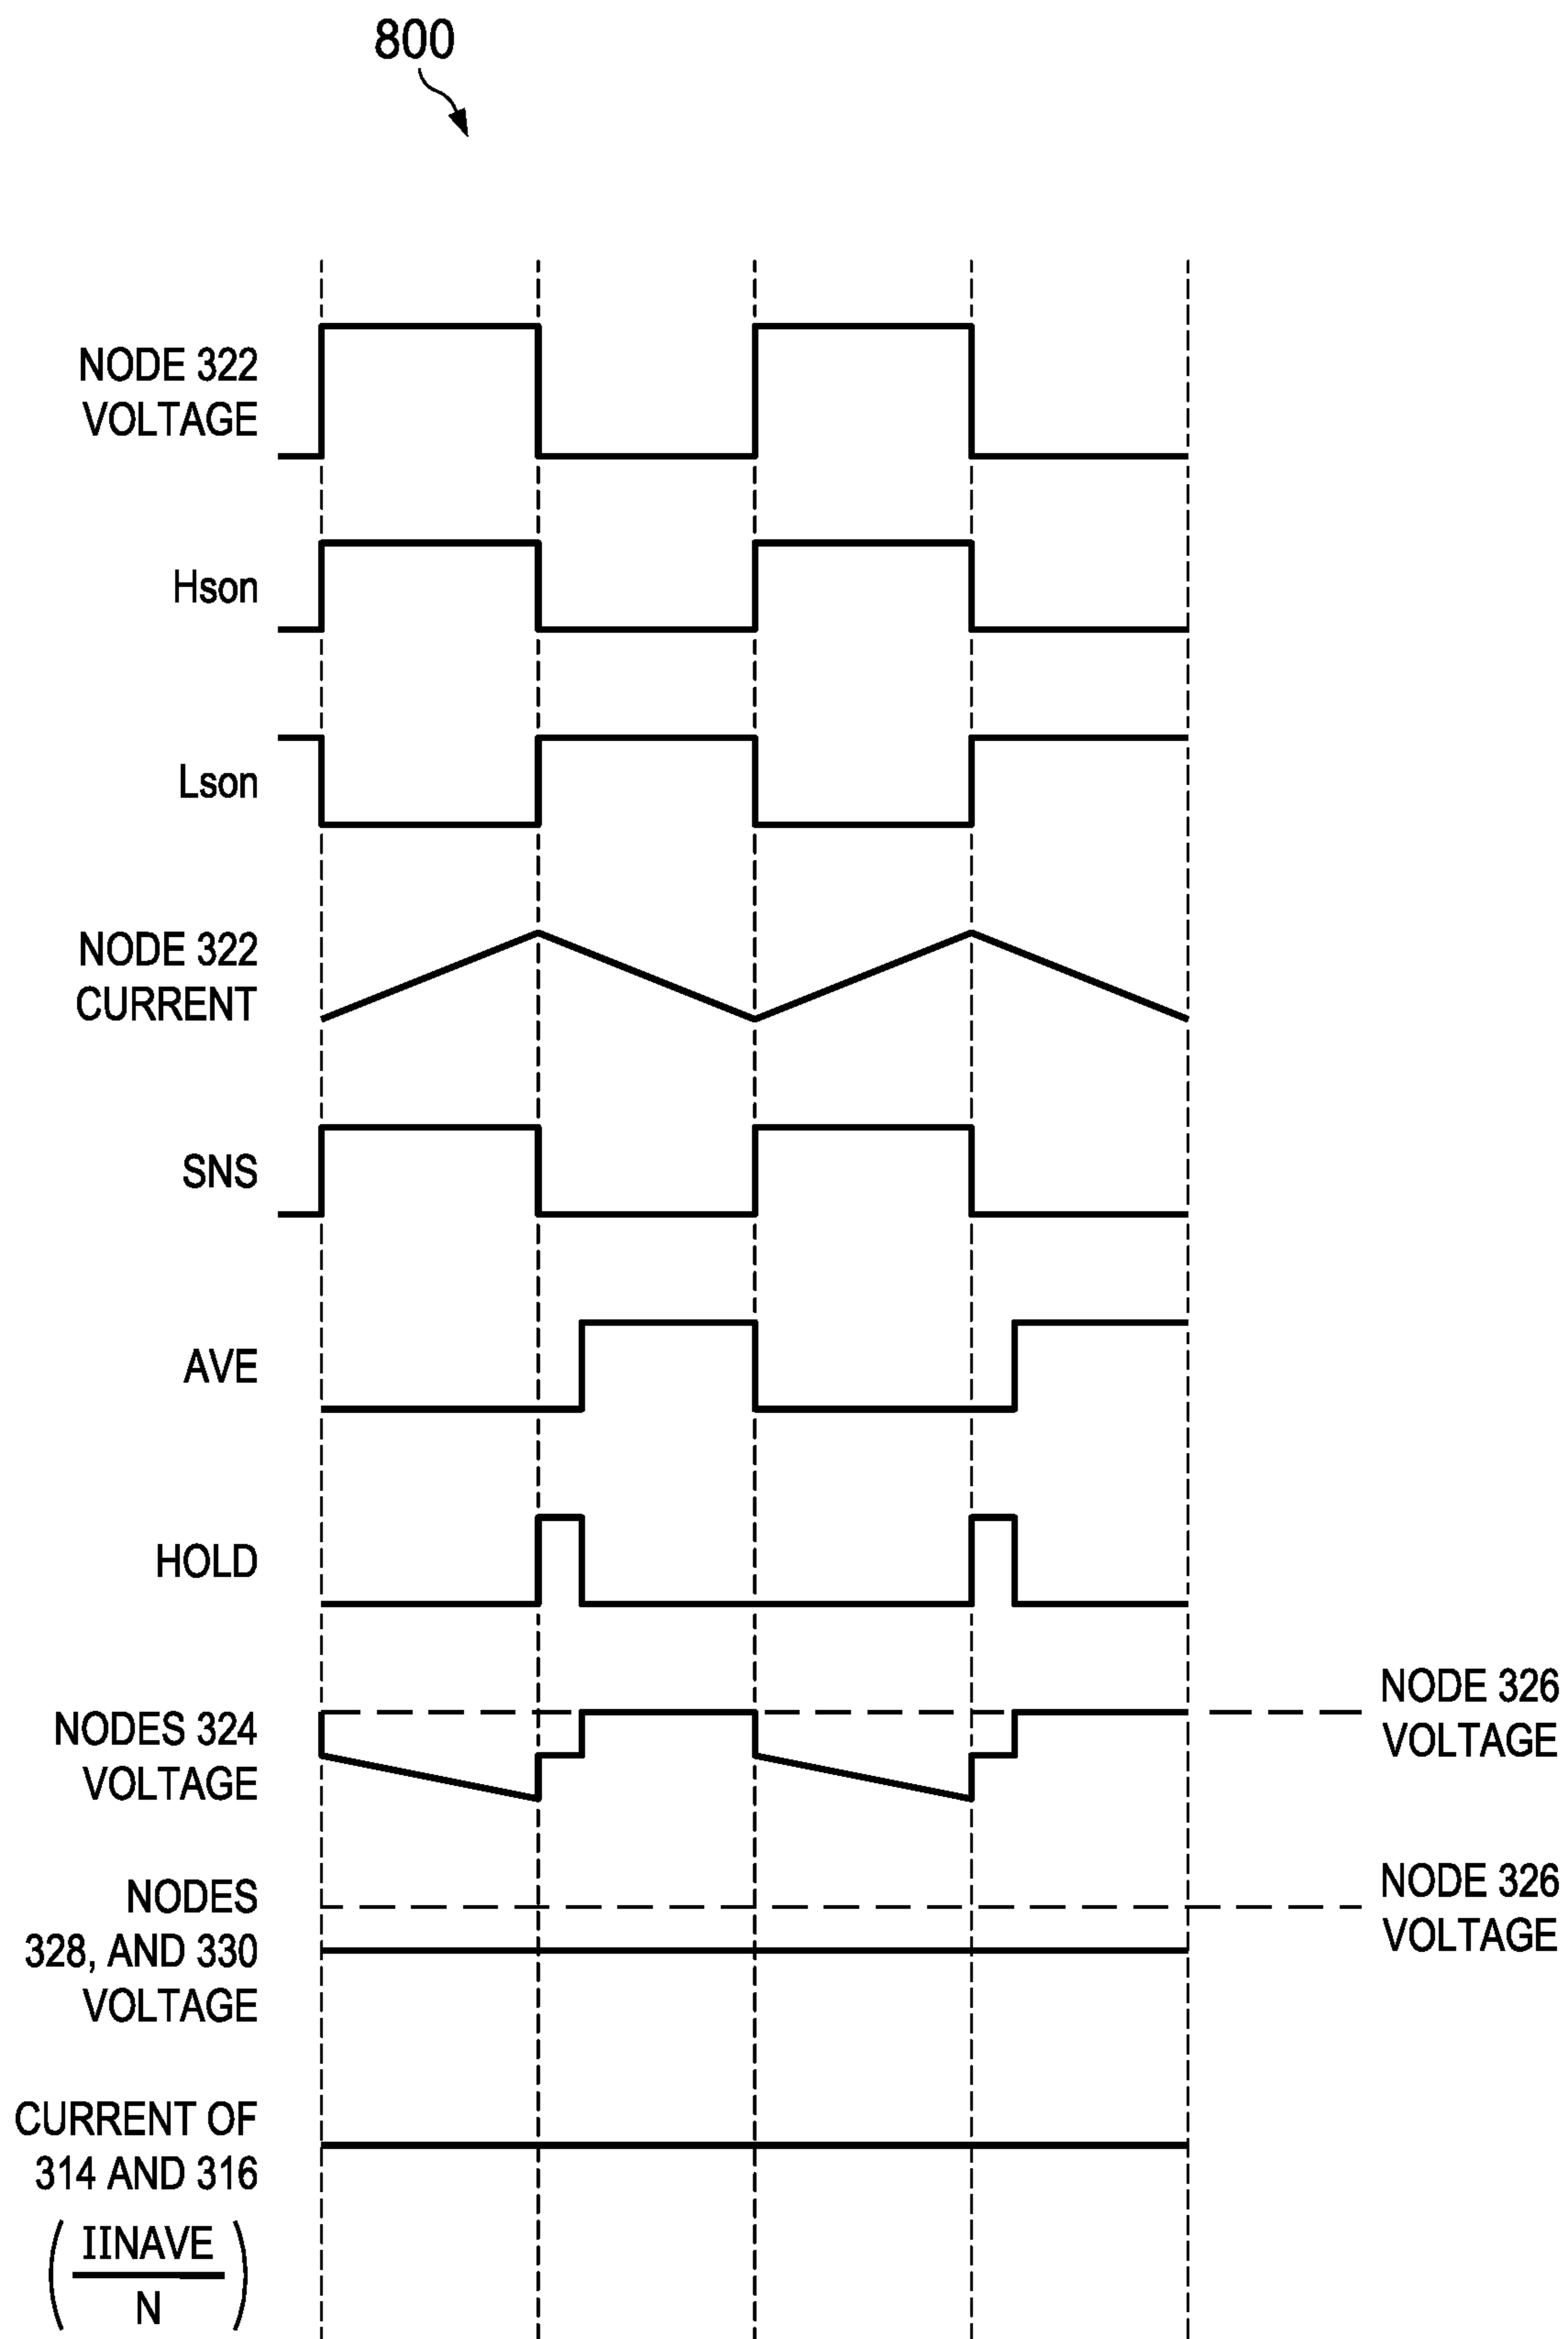 800
NODE 322
VOLTAGE
Hson
Lson
NODE 322
CURRENT
SNS
AVE
HOLD
NODES 324
VOLTAGE
NODE 326
VOLTAGE
NODES
328, AND 330
VOLTAGE
NODE 326
VOLTAGE
CURRENT OF
314 AND 316
(IINAVE
N)